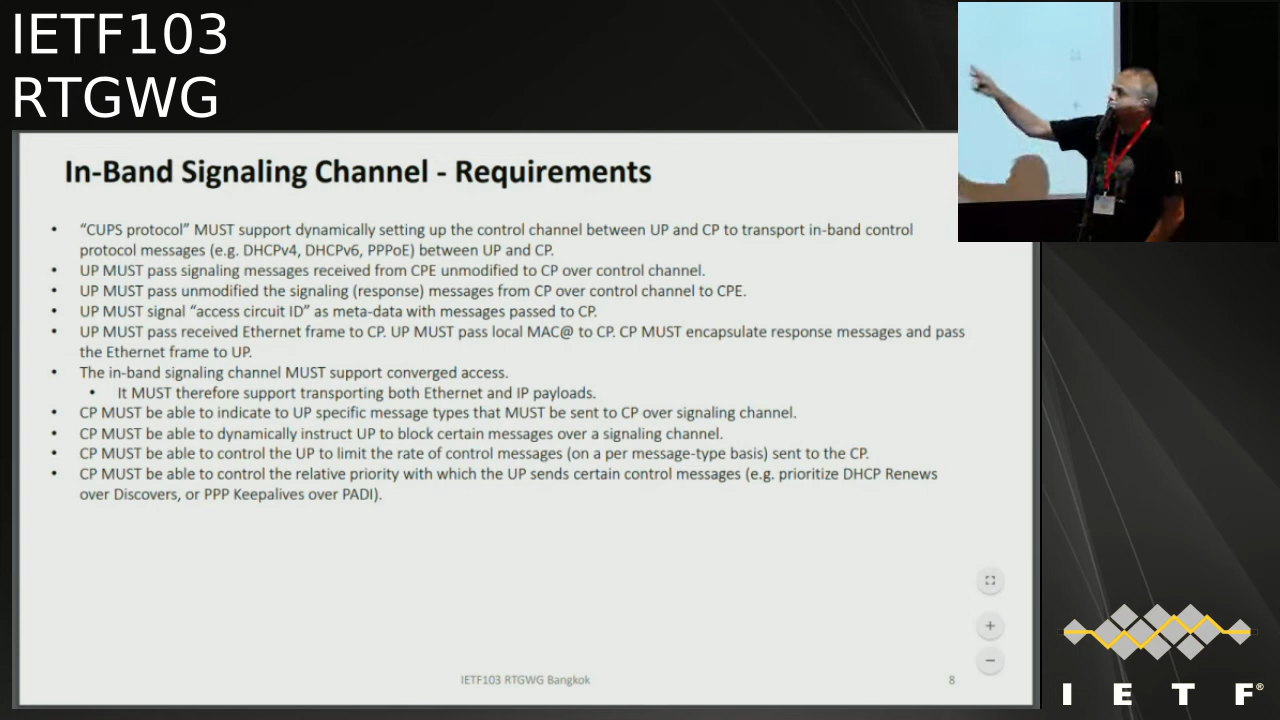 IETF103
RTGWG
In-Band Signaling Channel - Requirements
• “CUPS protocol” MUST support dynamically setting up the control channel between UP and CP to transport in-band control
protocol messages (e.g. DHCPv4, DHCPv6, PPPoE) between UP and CP.
• UP MUST pass signaling messages received from CPE unmodified to CP over control channel.
• UP MUST pass unmodified the signaling (response) messages from CP over control channel to CPE.
• UP MUST signal “access circuit ID” as meta-data with messages passed to CP.
• UP MUST pass received Ethernet frame to CP. UP MUST pass local MAC@ to CP. CP MUST encapsulate response messages and pass
the Ethernet frame to UP.
• The in-band signaling channel MUST support converged access.
• It MUST therefore support transporting both Ethernet and IP payloads.
• CP MUST be able to indicate to UP specific message types that MUST be sent to CP over signaling channel.
• CP MUST be able to dynamically instruct UP to block certain messages over a signaling channel.
• CP MUST be able to control the UP to limit the rate of control messages (on a per message-type basis) sent to the CP.
• CP MUST be able to control the relative priority with which the UP sends certain control messages (e.g. prioritize DHCP Renews
over Discovers, or PPP Keepalives over PADI).
IETF103 RTGWG Bangkok
8
I E T F®